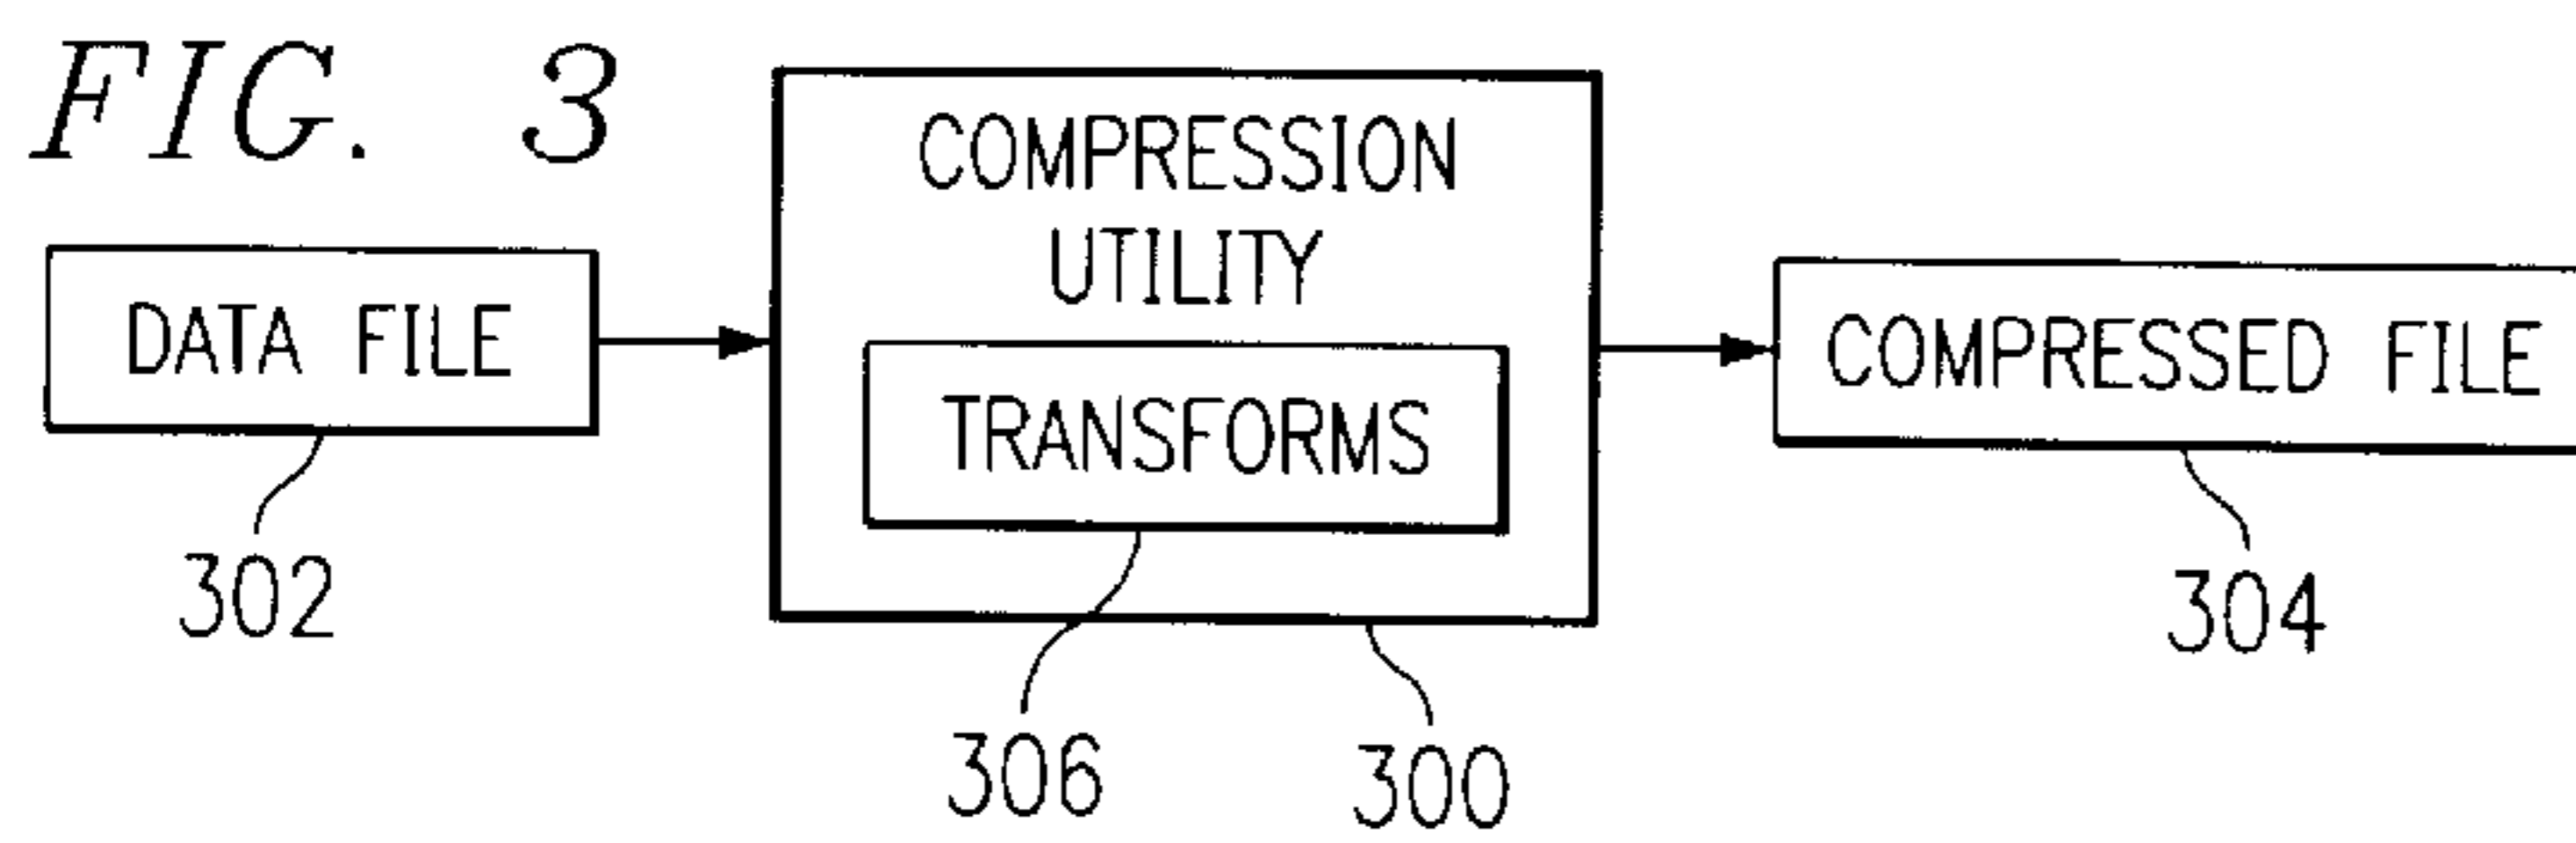 FIG. 3
COMPRESSION
UTILITY
DATA FILE
TRANSFORMS
COMPRESSED FILE
302
304
306
300